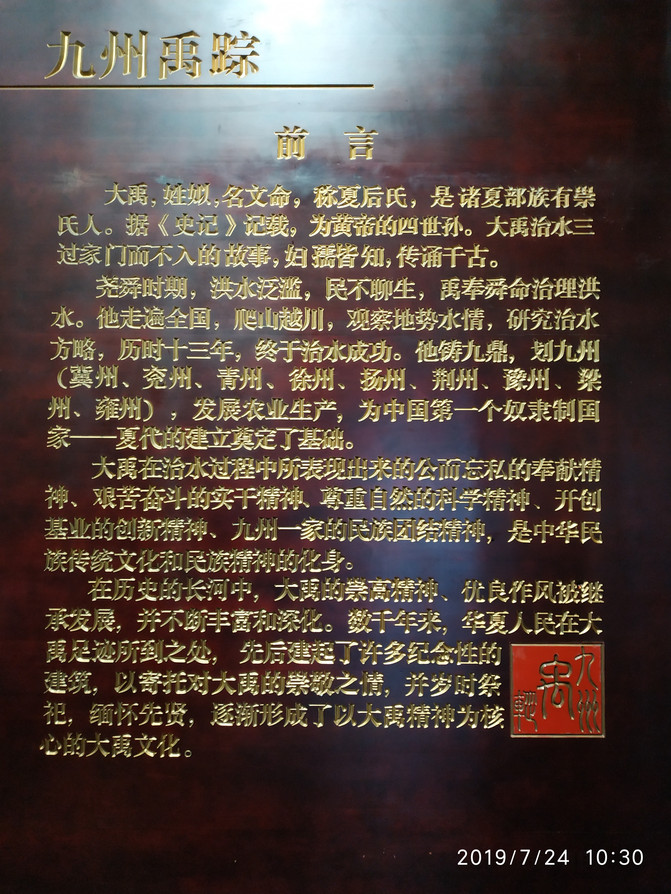 九州禹踪
前 言
大禹，姓姒，名文命，称夏后氏，是诸夏部族有崇
氏人。据《史记》记载，为黄帝的四世孙。大禹治水三
过家门而不入的故事，妇孺皆知，传诵千古。
尧舜时期，洪水泛滥，民不聊生，禹奉舜命治理洪
水。他走遍全国，爬山越川，观察地势水情，研究治水
方略，历时十三年，终于治水成功。他铸九鼎，划九州
（冀州、兖州、青州、徐州、扬州、荆州、豫州、梁
州、雍州），发展农业生产，为中国第一个奴隶制国
家——夏代的建立奠定了基础。
大禹在治水过程中所表现出来的公而忘私的奉献精
神、艰苦奋斗的实干精神、尊重自然的科学精神、开创
基业的创新精神、九州一家的民族团结精神，是中华民
族传统文化和民族精神的化身。
在历史的长河中，大禹的崇高精神、优良作风被继
承发展，并不断丰富和深化。数千年来，华夏人民在大
禹足迹所到之处，先后建起了许多纪念性的
建筑，以寄托对大禹的崇敬之情，并岁时祭
祀，缅怀先贤，逐渐形成了以大禹精神为核
心的大禹文化。
九州
禹
2019/7/24 10:30